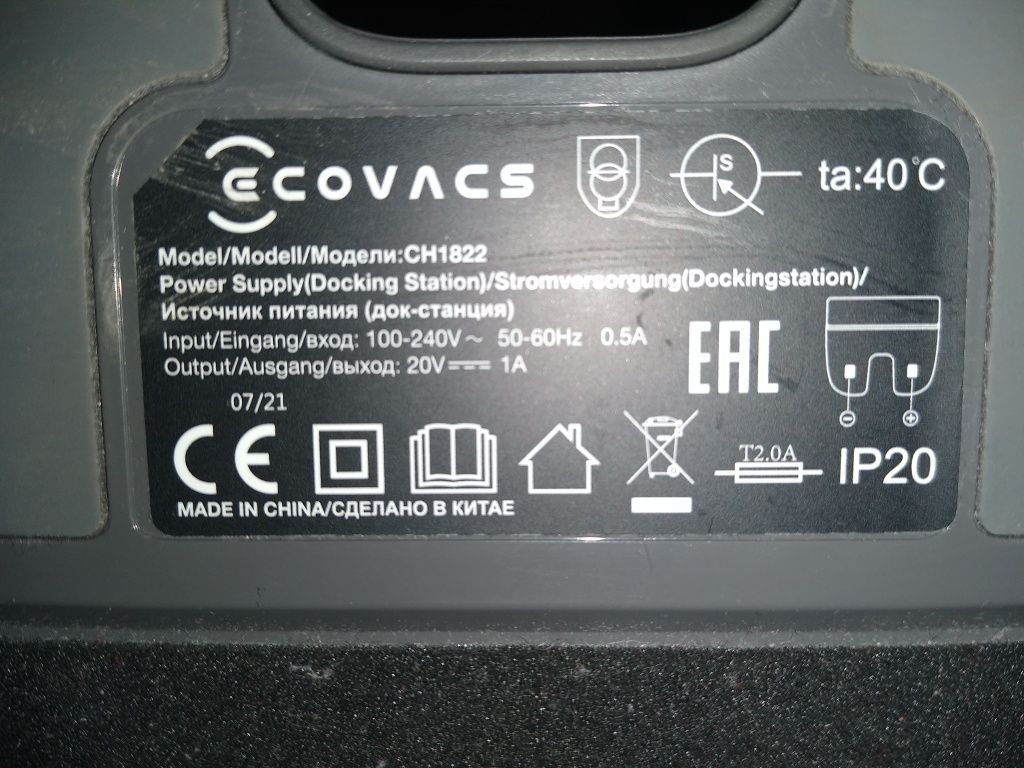 ECOVACS
S
ta:40°C
Model/Modell/Модели:CH1822
Power Supply(Docking Station)/Stromversorgung(Dockingstation)/
Источник питания (док-станция)
Input/Eingang/вход: 100-240V~ 50-60Hz 0.5A
Output/Ausgang/выход: 20V⎓ 1A
EAC
07/21
CE
T2.0A
IP20
MADE IN CHINA/СДЕЛАНО В КИТАЕ